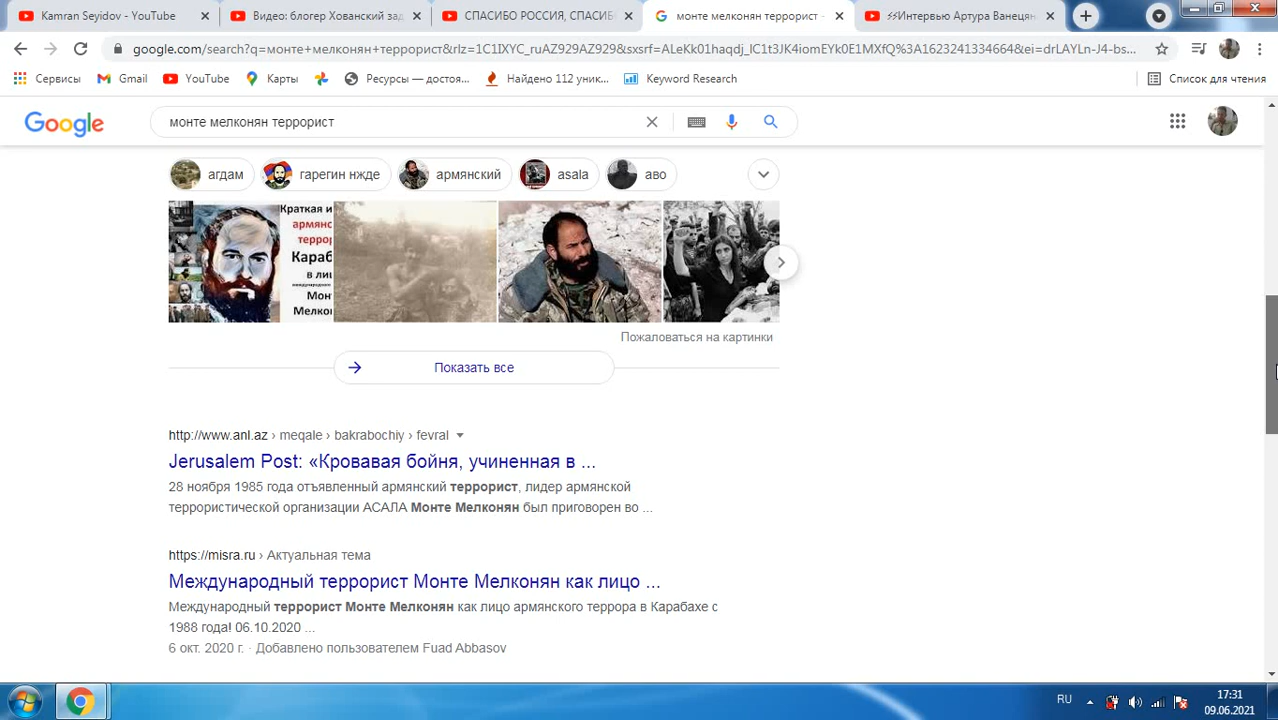 Kamran Seyidov - YouTube
Видео: блогер Хованский зад
СПАСИБО РОССИЯ СПАСИБ
монте мелконян террорист -
⚡⚡Интервью Артура Ванецян
google.com/search?q=монте+мелконян+террорист&rlz=1C1IXYC_ruAZ929AZ929&sxsrf=ALeKk01haqdj_lC1t3JK4iomEYk0E1MXfQ%3A1623241334664&ei=drLAYLn-J4-bs...
Сервисы
Gmail
YouTube
Карты
Ресурсы — достоя...
Найдено 112 уник...
Keyword Research
Список для чтения
Google
монте мелконян террорист
агдам
гарегин нжде
армянский
asala
аво
Краткая и
армянс
террор
Караб
в лиц
Мон
Мелко
Пожаловаться на картинки
Показать все
http://www.anl.az › meqale › bakrabochiy › fevral
Jerusalem Post: «Кровавая бойня, учиненная в ...
28 ноября 1985 года отъявленный армянский террорист, лидер армянской
террористической организации АСАЛА Монте Мелконян был приговорен во ...
https://misra.ru › Актуальная тема
Международный террорист Монте Мелконян как лицо ...
Международный террорист Монте Мелконян как лицо армянского террора в Карабахе с
1988 года! 06.10.2020 ...
6 окт. 2020 г. · Добавлено пользователем Fuad Abbasov
RU
17:31
09.06.2021